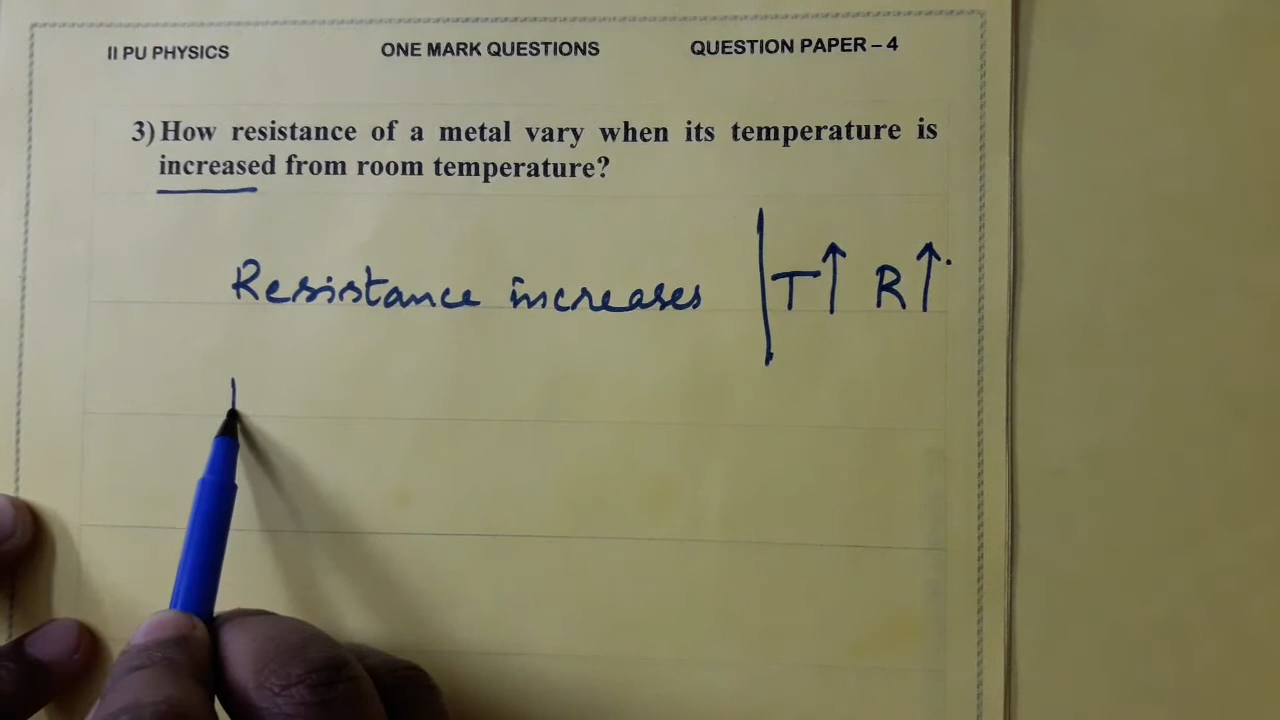 II PU PHYSICS ONE MARK QUESTIONS QUESTION PAPER – 4
3) How resistance of a metal vary when its temperature is
increased from room temperature?
Resistance increases | T↑ R↑.